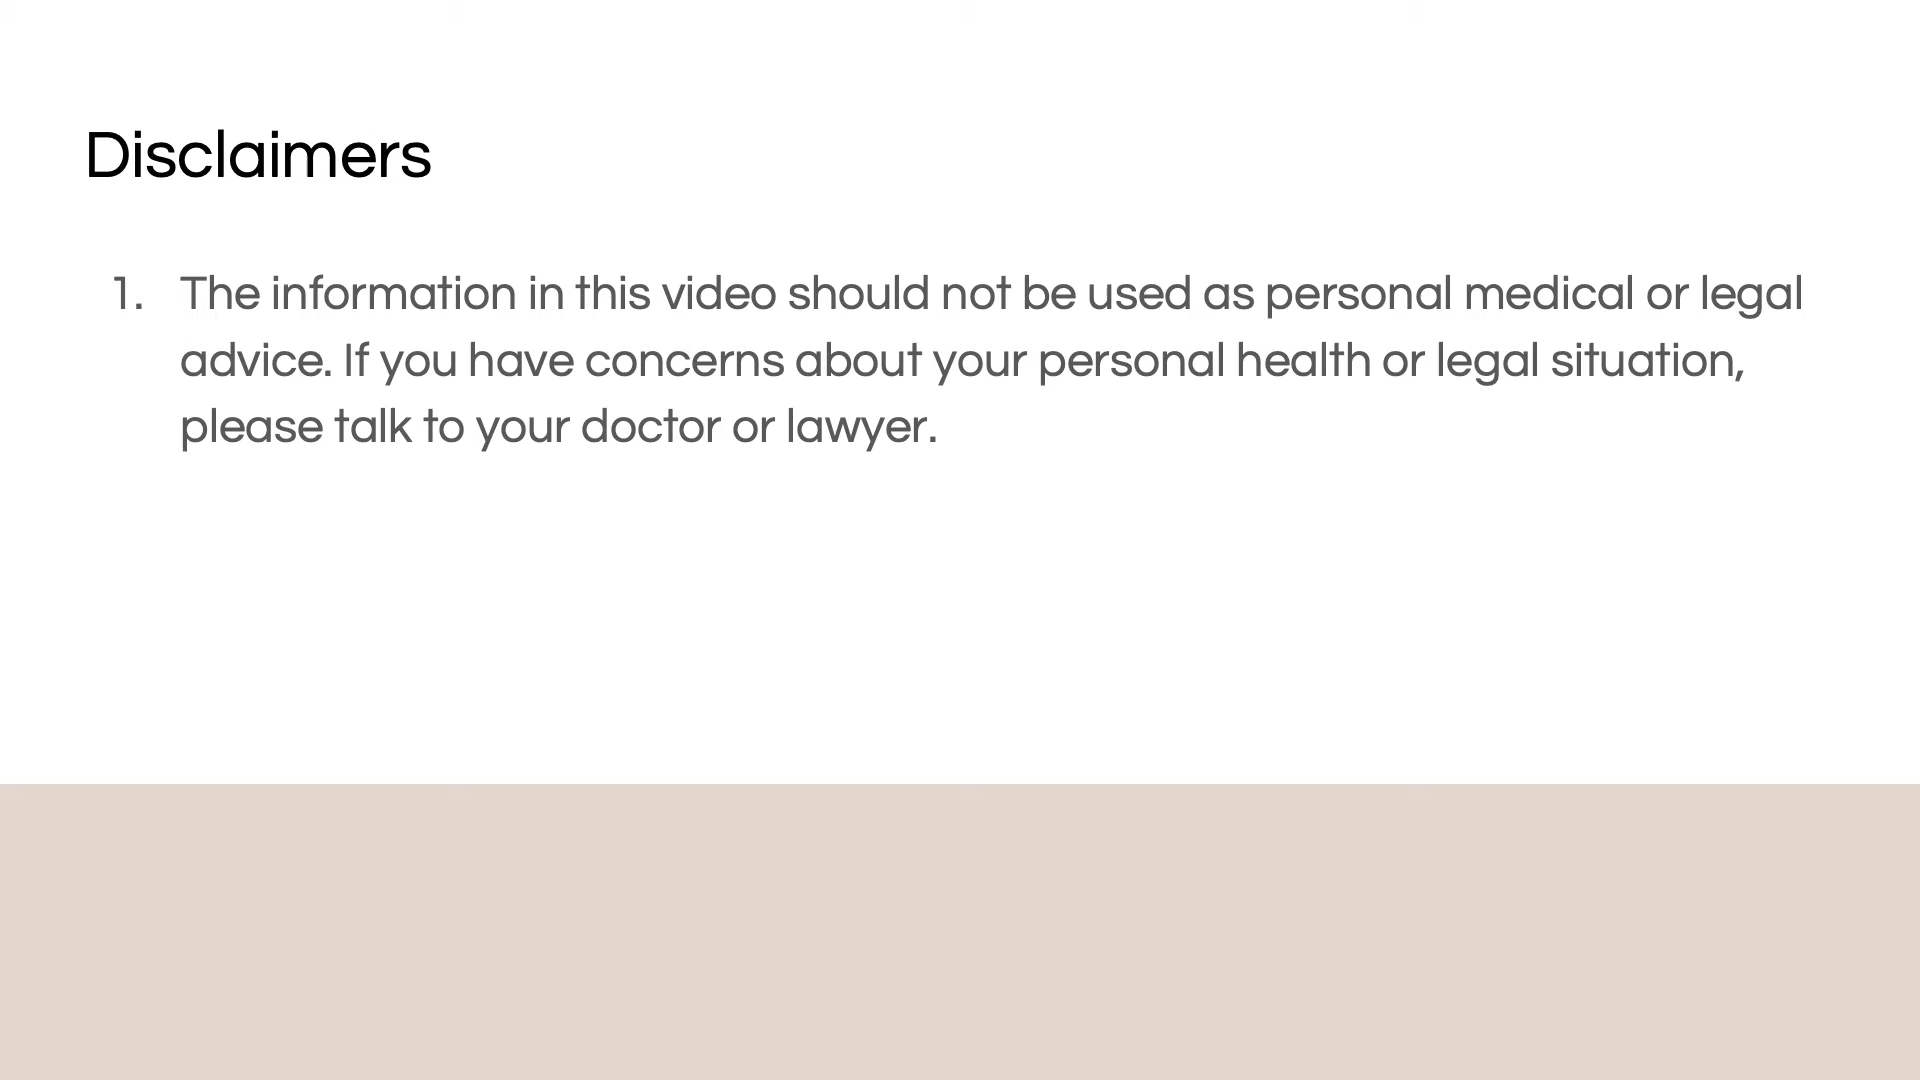 Disclaimers
1. The information in this video should not be used as personal medical or legal
advice. If you have concerns about your personal health or legal situation,
please talk to your doctor or lawyer.